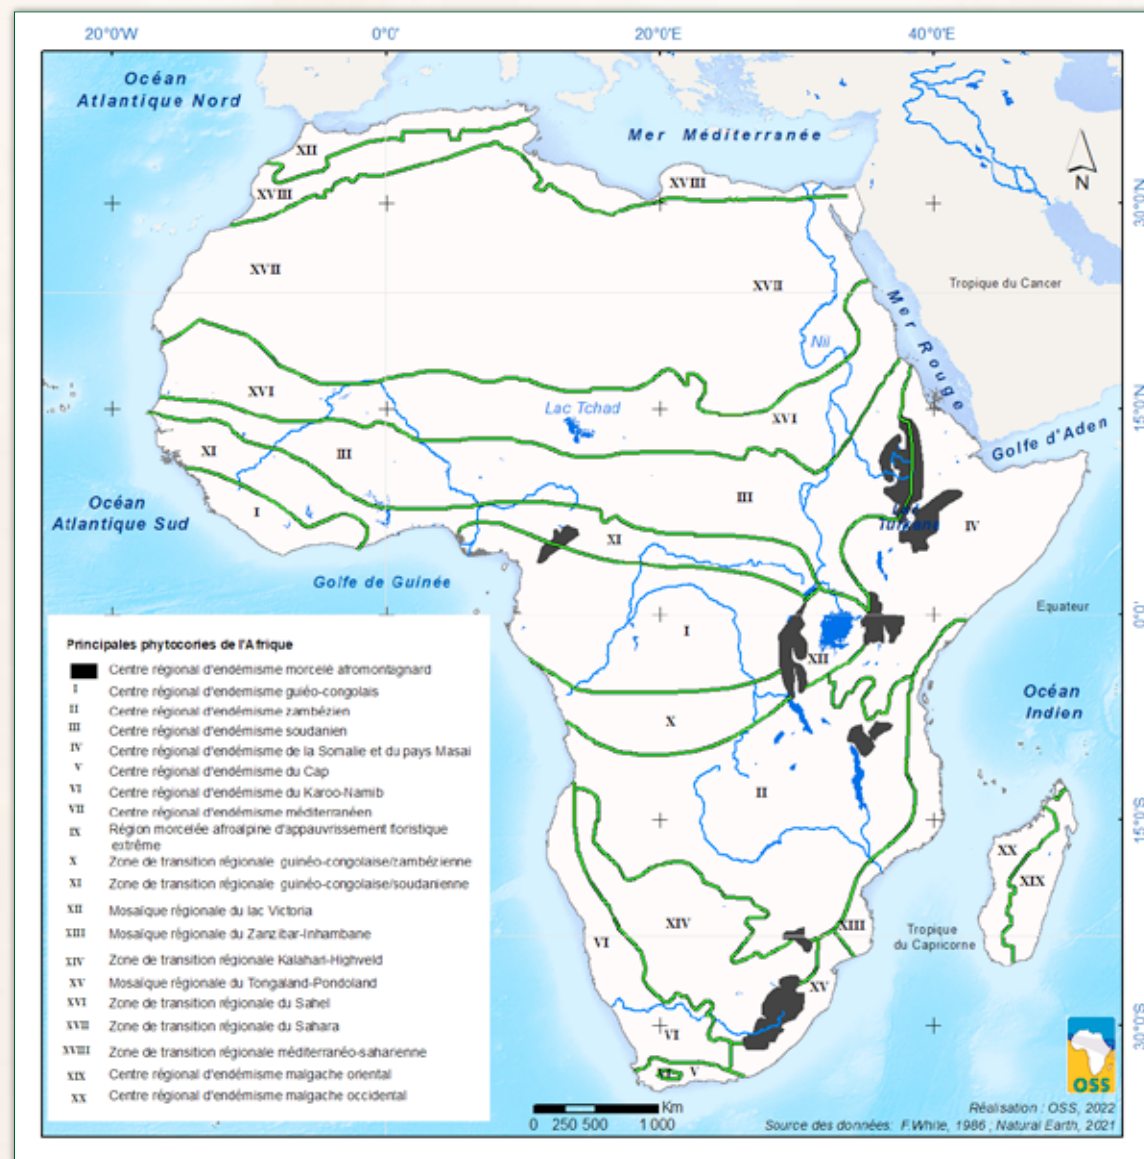 20°0'W
0°0'
20°0'E
40°0'E
Océan
Atlantique Nord
Mer Méditerranée
N
30°0'N
XII
XVIII
XVIII
XVII
XVII
Tropique du Cancer
Mer Rouge
Nil
XVI
Lac Tchad
XVI
15°0'N
Golfe d'Aden
XI
III
III
Océan
Atlantique Sud
I
XI
Lac
Turkana
IV
Golfe de Guinée
Equateur
0°0'
I
XII
Océan
Indien
X
II
15°0'S
XX
XIX
XIV
XIII
Tropique
du Capricorne
VI
XV
VI
30°0'S
VI
V
Principales phytocories de l'Afrique
Centre régional d'endémisme morcelé afromontagnard
I Centre régional d'endémisme guiéo-congolais
II Centre régional d'endémisme zambézien
III Centre régional d'endémisme soudanien
IV Centre régional d'endémisme de la Somalie et du pays Masai
V Centre régional d'endémisme du Cap
VI Centre régional d'endémisme du Karoo-Namib
VII Centre régional d'endémisme méditerranéen
IX Région morcelée afroalpine d'appauvrissement floristique
extrême
X Zone de transition régionale guinéo-congolaise/zambézienne
XI Zone de transition régionale guinéo-congolaise/soudanienne
XII Mosaïque régionale du lac Victoria
XIII Mosaïque régionale du Zanzibar-Inhambane
XIV Zone de transition régionale Kalahari-Highveld
XV Mosaïque régionale du Tongaland-Pondoland
XVI Zone de transition régionale du Sahel
XVII Zone de transition régionale du Sahara
XVIII Zone de transition régionale méditerranéo-saharienne
XIX Centre régional d'endémisme malgache oriental
XX Centre régional d'endémisme malgache occidental
Km
0 250 500 1 000
OSS
Réalisation : OSS, 2022
Source des données: F.White, 1986 ; Natural Earth, 2021